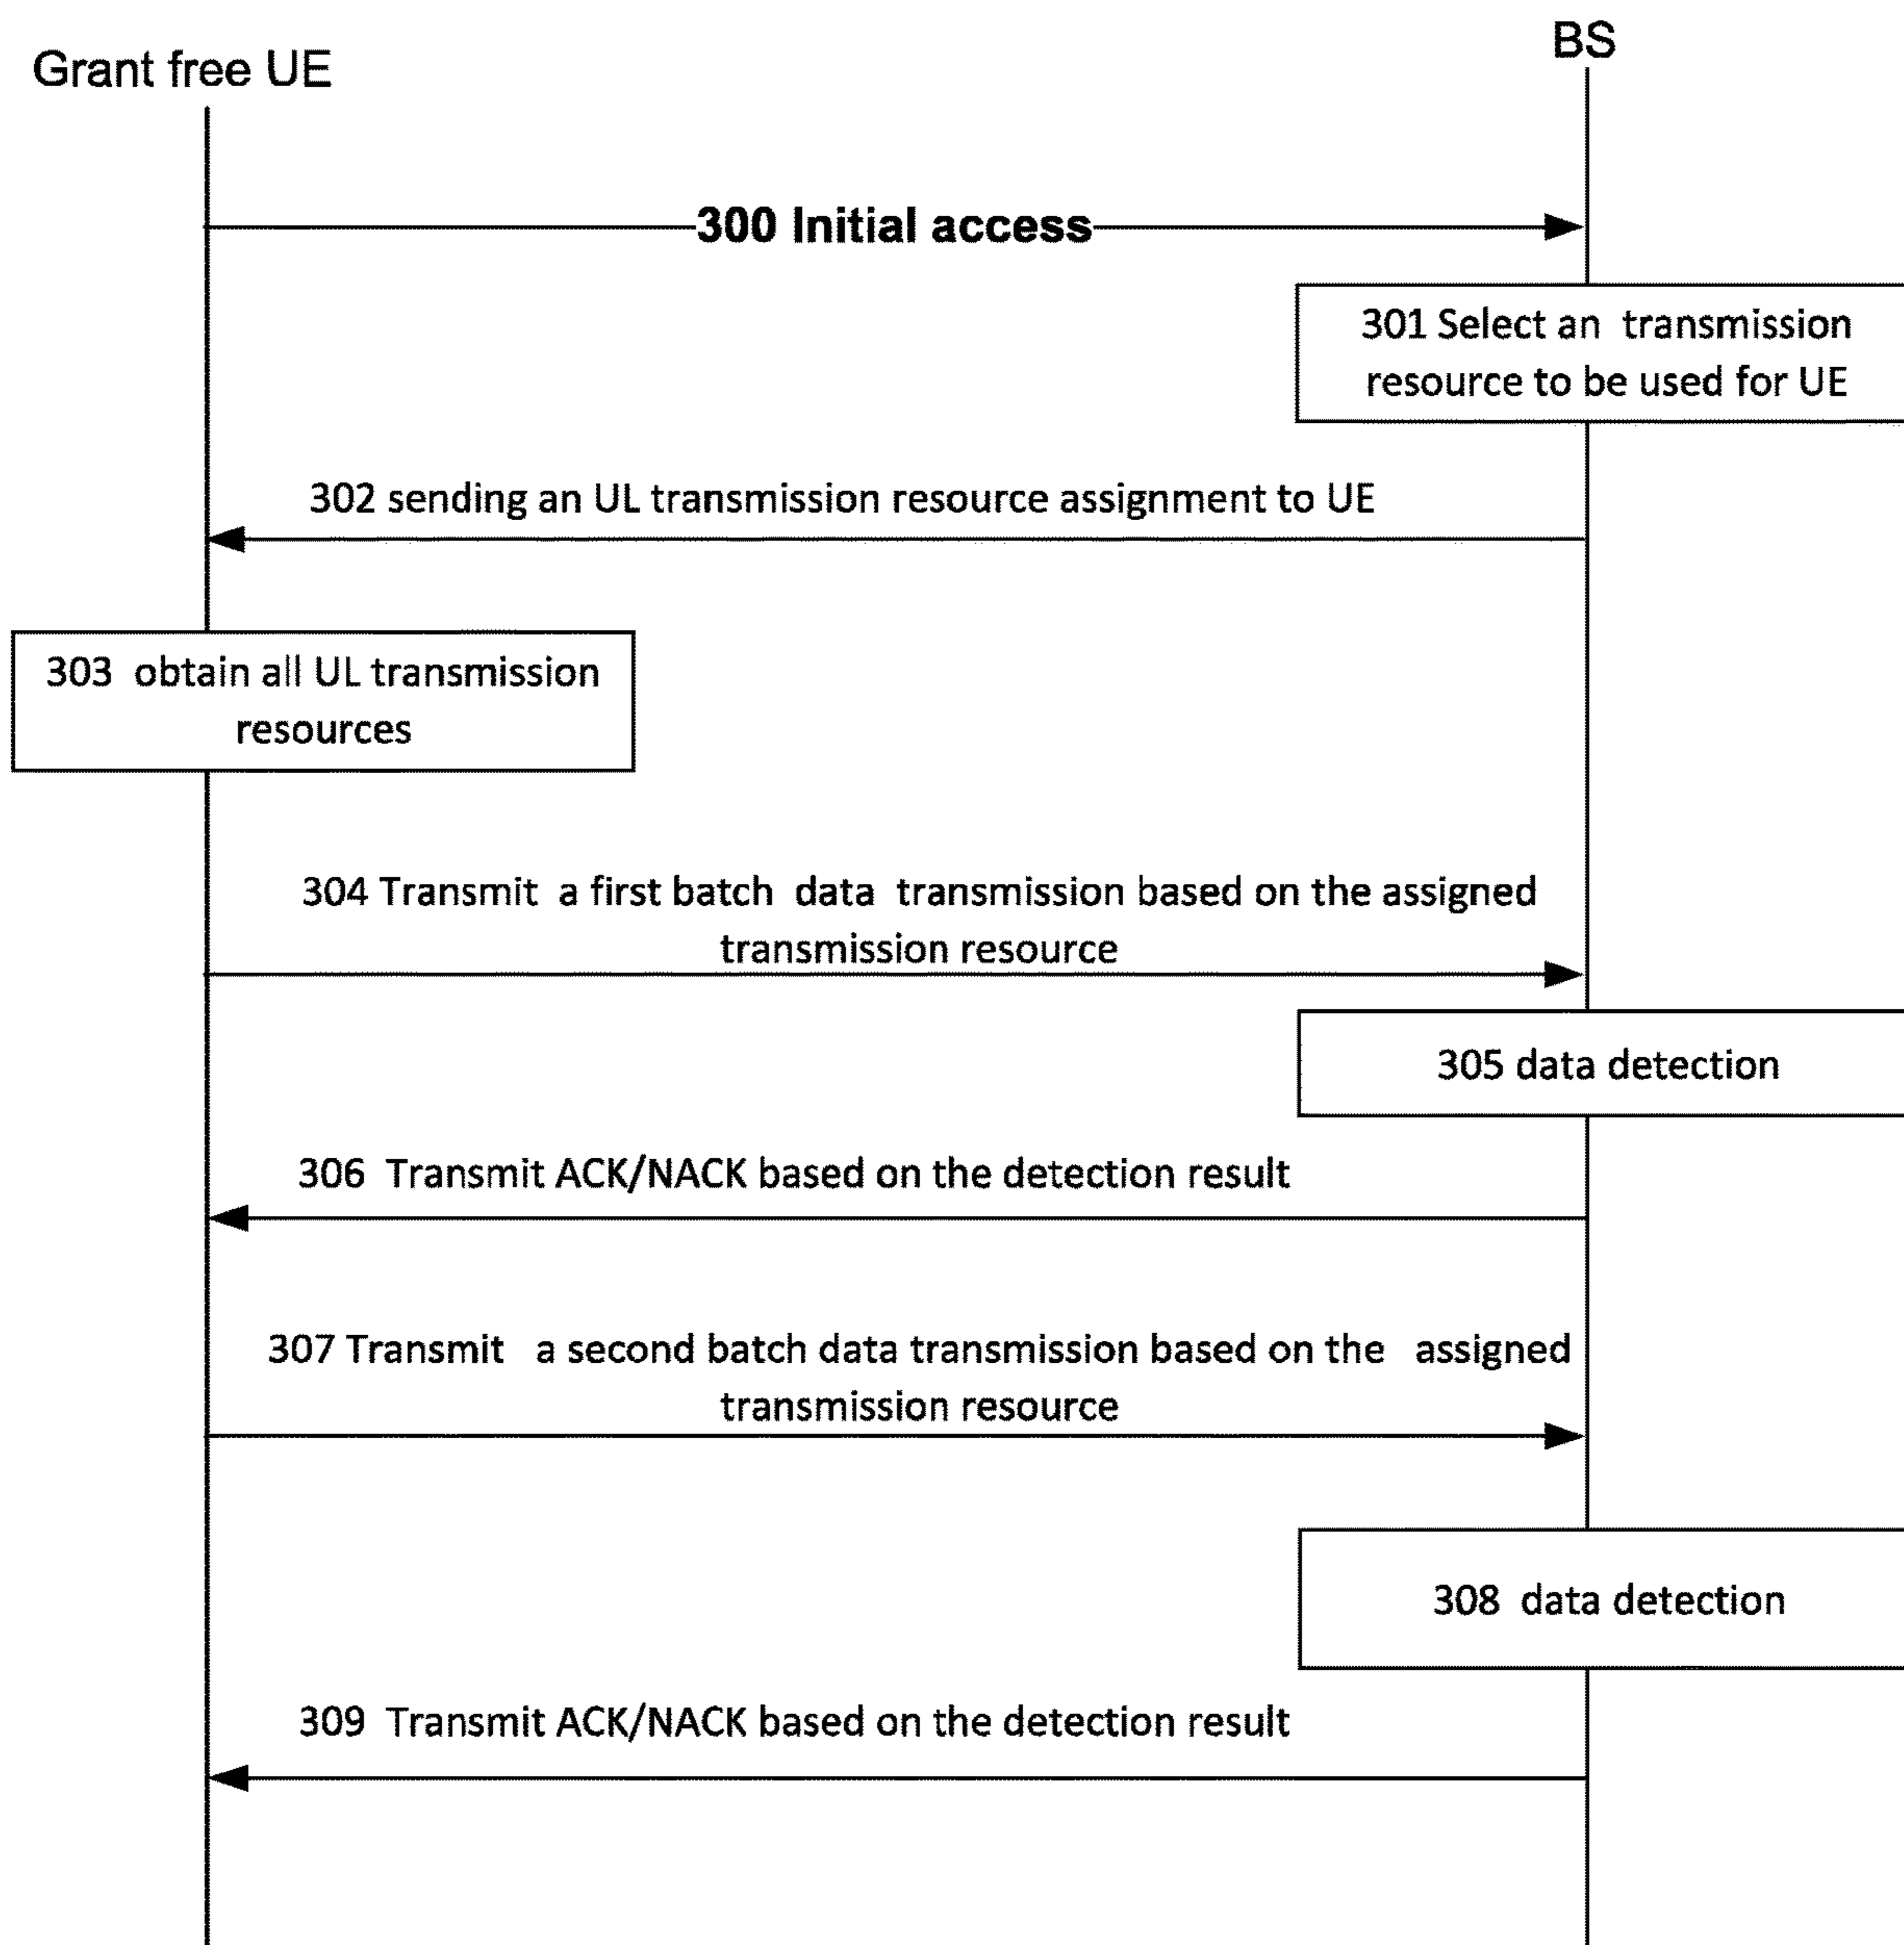 Grant free UE
BS
300 Initial access
301 Select an transmission
resource to be used for UE
302 sending an UL transmission resource assignment to UE
303 obtain all UL transmission
resources
304 Transmit a first batch data transmission based on the assigned
transmission resource
305 data detection
306 Transmit ACK/NACK based on the detection result
307 Transmit a second batch data transmission based on the assigned
transmission resource
308 data detection
309 Transmit ACK/NACK based on the detection result